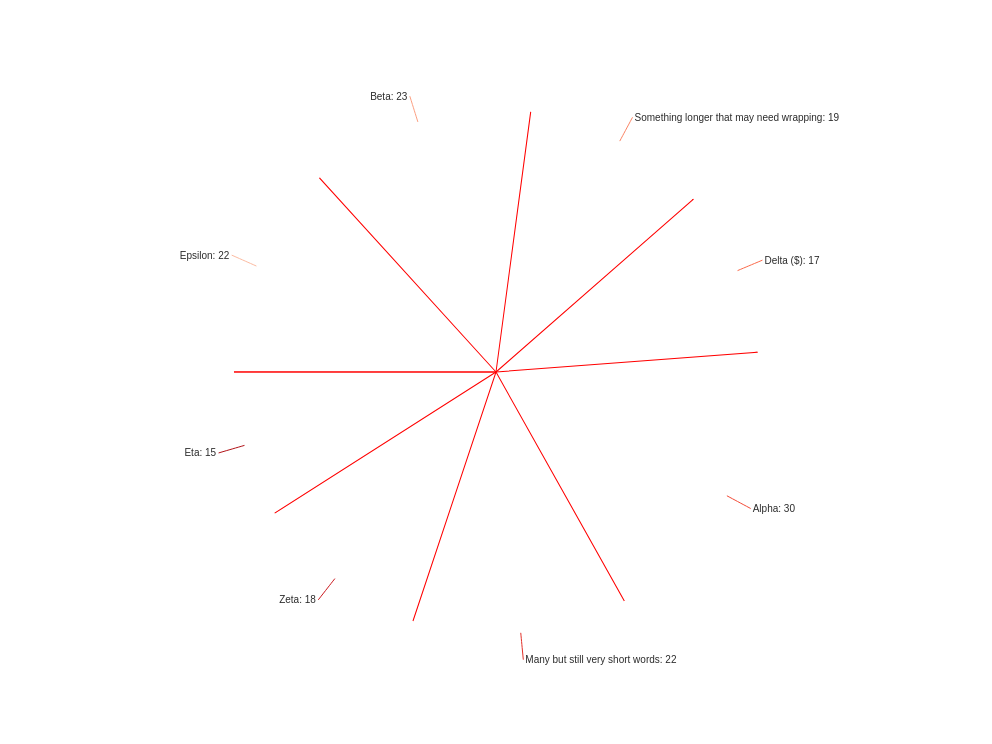 Beta: 23
Something longer that may need wrapping: 19
Epsilon: 22
Delta ($): 17
Eta: 15
Alpha: 30
Zeta: 18
Many but still very short words: 22